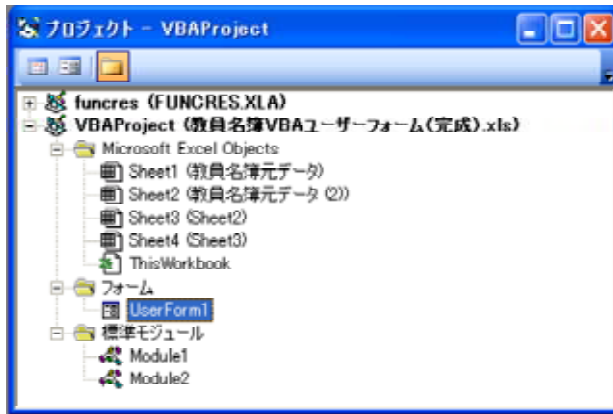 プロジェクト - VBAProject
funcres (FUNCRES.XLA)
VBAProject (教員名簿VBAユーザーフォーム(完成).xls)
Microsoft Excel Objects
Sheet1 (教員名簿元データ)
Sheet2 (教員名簿元データ (2))
Sheet3 (Sheet2)
Sheet4 (Sheet3)
ThisWorkbook
フォーム
UserForm1
標準モジュール
Module1
Module2